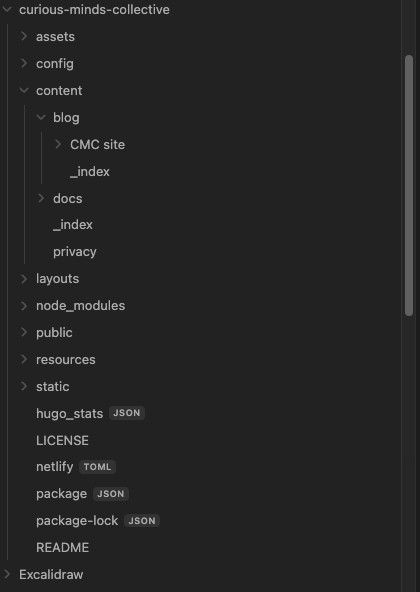 curious-minds-collective
assets
config
content
blog
CMC site
_index
docs
_index
privacy
layouts
node_modules
public
resources
static
hugo_stats JSON
LICENSE
netlify TOML
package JSON
package-lock JSON
README
Excalidraw